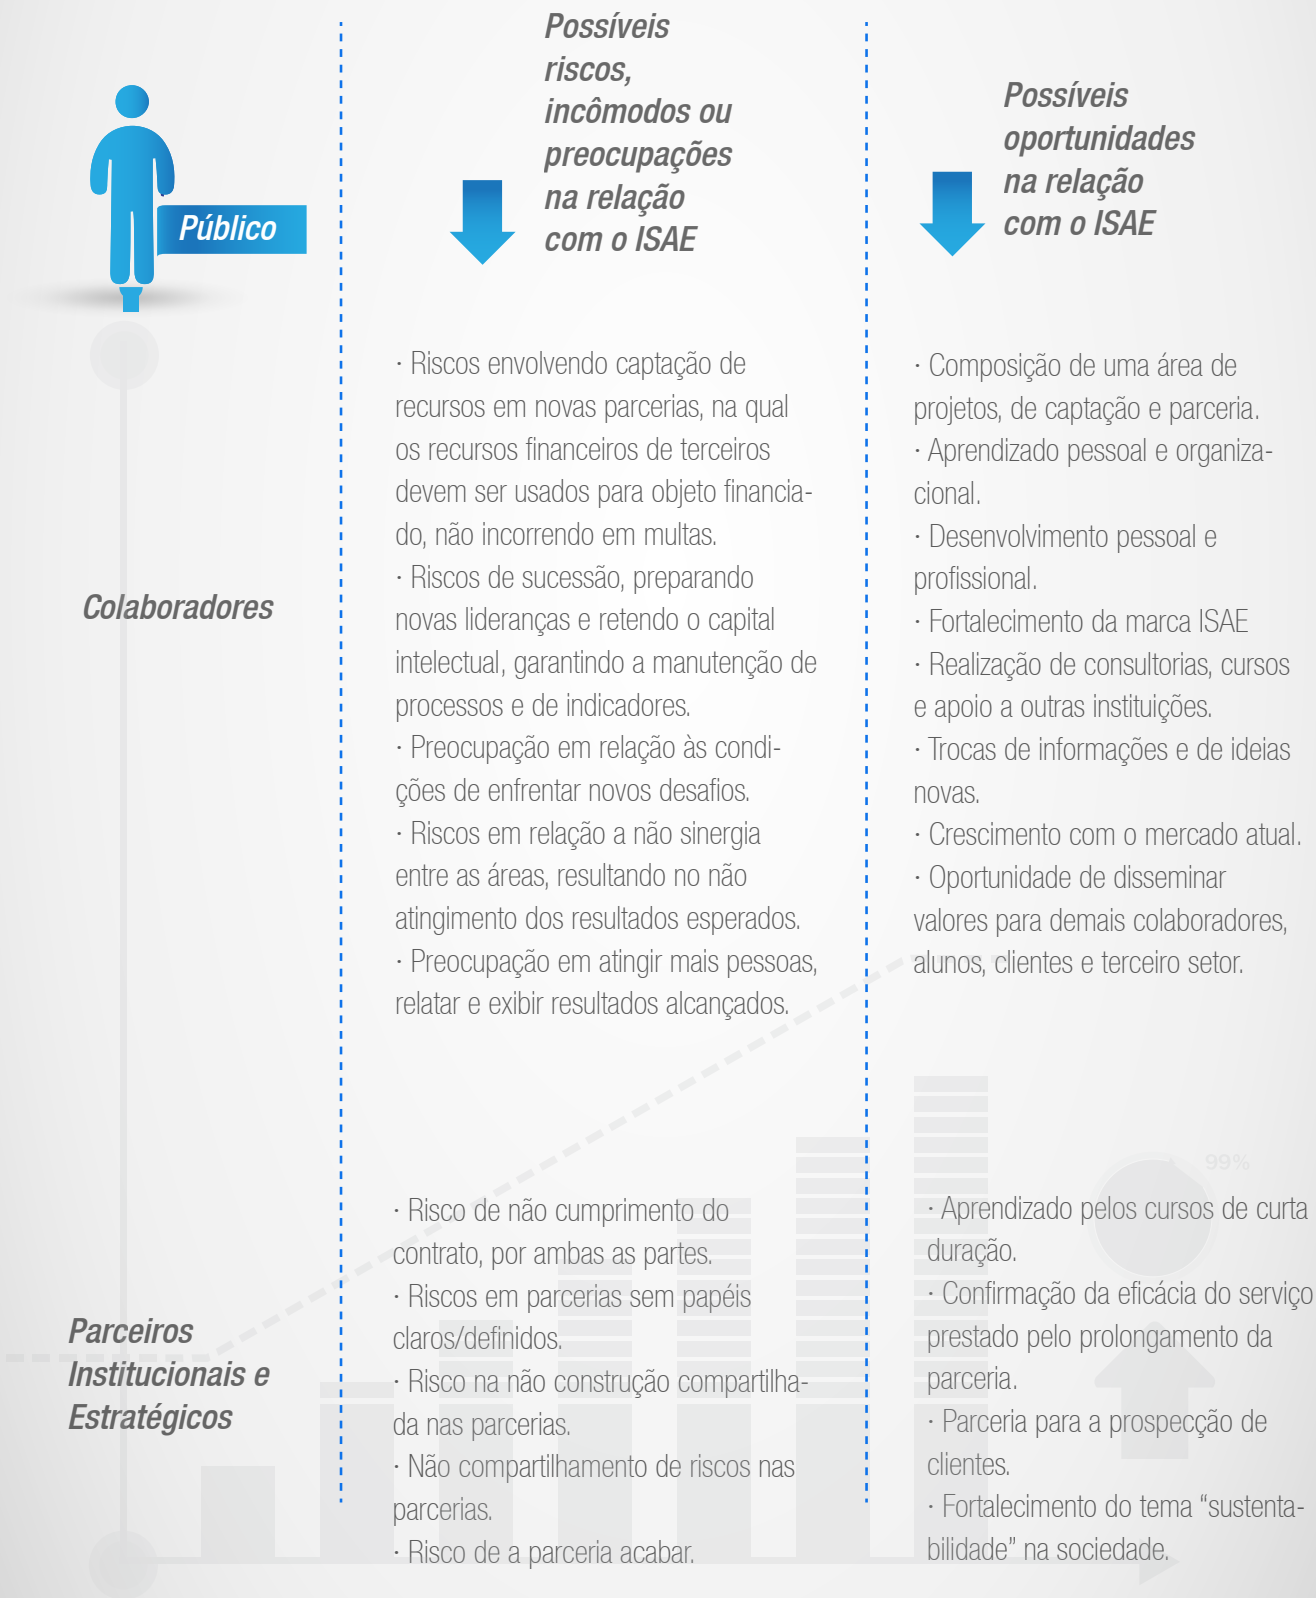 Público
Possíveis
riscos,
incômodos ou
preocupações
na relação
com o ISAE
Possíveis
oportunidades
na relação
com o ISAE
Colaboradores
· Riscos envolvendo captação de
recursos em novas parcerias, na qual
os recursos financeiros de terceiros
devem ser usados para objeto financia-
do, não incorrendo em multas.
· Riscos de sucessão, preparando
novas lideranças e retendo o capital
intelectual, garantindo a manutenção de
processos e de indicadores.
· Preocupação em relação às condi-
ções de enfrentar novos desafios.
· Riscos em relação a não sinergia
entre as áreas, resultando no não
atingimento dos resultados esperados.
· Preocupação em atingir mais pessoas,
relatar e exibir resultados alcançados.
· Composição de uma área de
projetos, de captação e parceria.
· Aprendizado pessoal e organiza-
cional.
· Desenvolvimento pessoal e
profissional.
· Fortalecimento da marca ISAE
· Realização de consultorias, cursos
e apoio a outras instituições.
· Trocas de informações e de ideias
novas.
· Crescimento com o mercado atual.
· Oportunidade de disseminar
valores para demais colaboradores,
alunos, clientes e terceiro setor.
Parceiros
Institucionais e
Estratégicos
· Risco de não cumprimento do
contrato, por ambas as partes.
· Riscos em parcerias sem papéis
claros/definidos.
· Risco na não construção compartilha-
da nas parcerias.
· Não compartilhamento de riscos nas
parcerias.
· Risco de a parceria acabar.
99%
· Aprendizado pelos cursos de curta
duração.
· Confirmação da eficácia do serviço
prestado pelo prolongamento da
parceria.
· Parceria para a prospecção de
clientes.
· Fortalecimento do tema “sustenta-
bilidade” na sociedade.